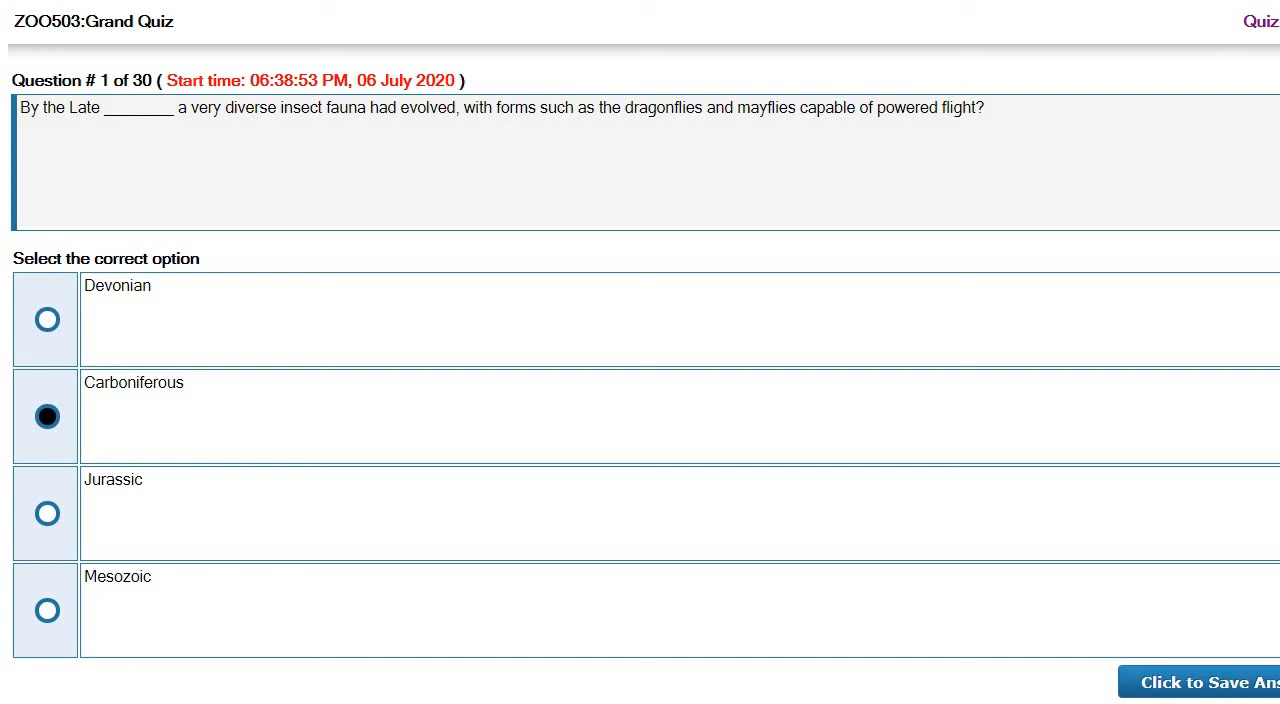 ZOO503:Grand Quiz
Quiz
Question # 1 of 30 ( Start time: 06:38:53 PM, 06 July 2020 )
By the Late ________ a very diverse insect fauna had evolved, with forms such as the dragonflies and mayflies capable of powered flight?
Select the correct option
Devonian
Carboniferous
Jurassic
Mesozoic
Click to Save Ans